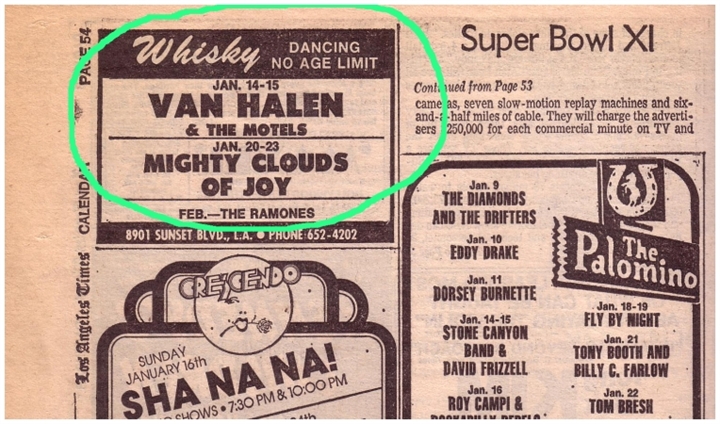 PAGE 54
CALENDAR
Los Angeles Times
Whisky
DANCING
NO AGE LIMIT
JAN. 14-15
VAN HALEN
& THE MOTELS
JAN. 20-23
MIGHTY CLOUDS
OF JOY
FEB.—THE RAMONES
8901 SUNSET BLVD., L.A. ● PHONE 652-4202
CRESCENDO
SUNDAY
JANUARY 16th
SHA NA NA!
SHOWS • 7:30 PM & 10:00 PM
Super Bowl XI
Continued from Page 53
cameras, seven slow-motion replay machines and six-
and-a-half miles of cable. They will charge the adverti-
sers $250,000 for each commercial minute on TV and
The
Palomino
Jan. 9
THE DIAMONDS
AND THE DRIFTERS
Jan. 10
EDDY DRAKE
Jan. 11
DORSEY BURNETTE
Jan. 14-15
STONE CANYON
BAND &
DAVID FRIZZELL
Jan. 16
ROY CAMPI &
Jan. 18-19
FLY BY NIGHT
Jan. 21
TONY BOOTH AND
BILLY C. FARLOW
Jan. 22
TOM BRESH